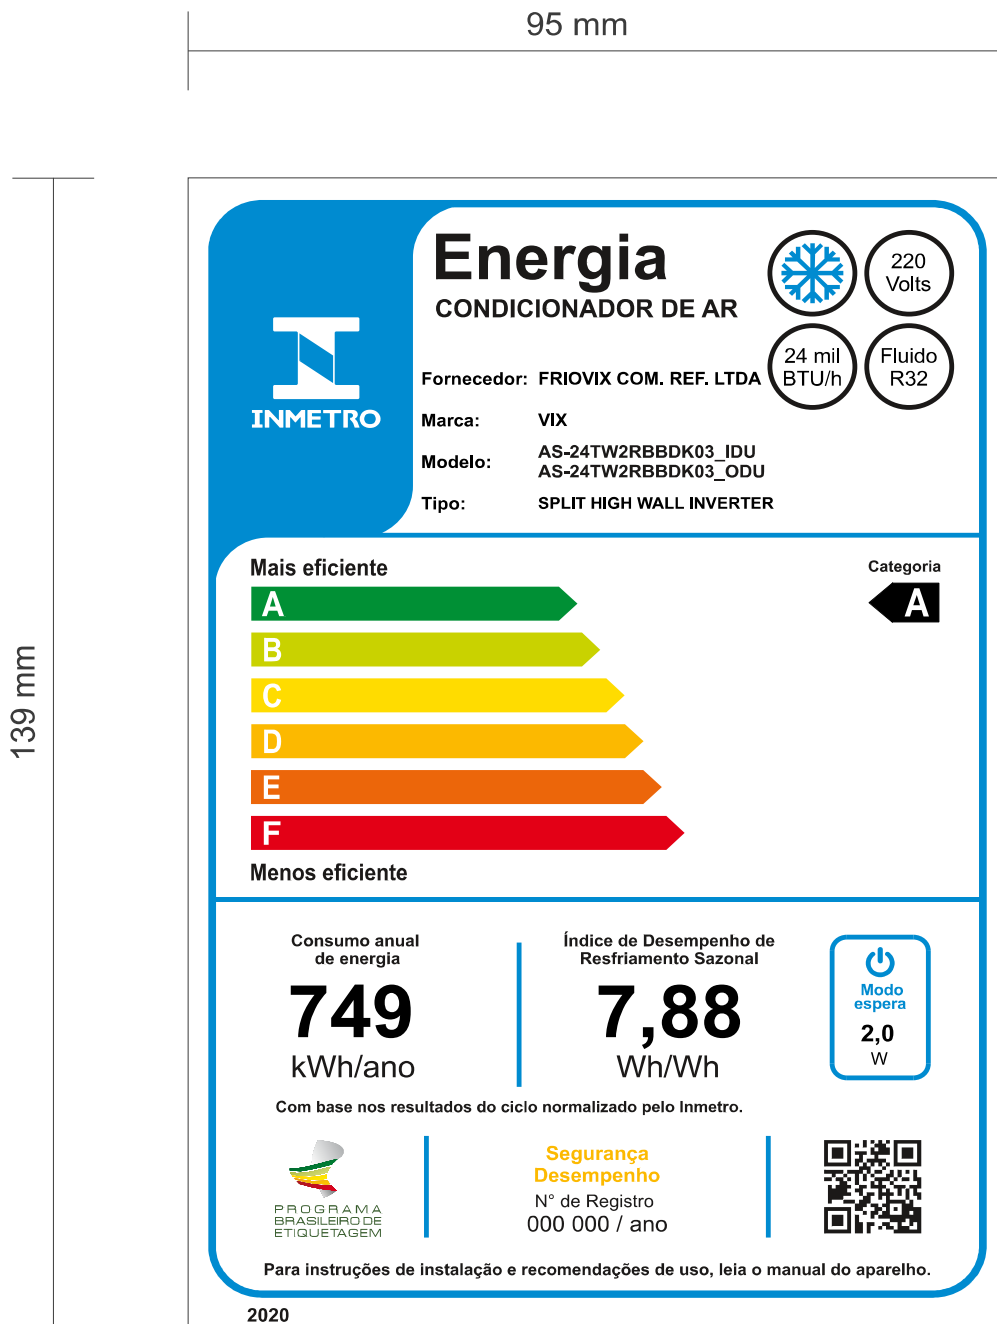 95 mm
139 mm
Energia
CONDICIONADOR DE AR
220
Volts
24 mil
BTU/h
Fluido
R32
INMETRO
Fornecedor: FRIOVIX COM. REF. LTDA
Marca: VIX
Modelo: AS-24TW2RBBDK03_IDU
AS-24TW2RBBDK03_ODU
Tipo: SPLIT HIGH WALL INVERTER
Mais eficiente
Categoria
A
A
B
C
D
E
F
Menos eficiente
Consumo anual
de energia
749
kWh/ano
Índice de Desempenho de
Resfriamento Sazonal
7,88
Wh/Wh
Modo
espera
2,0
W
Com base nos resultados do ciclo normalizado pelo Inmetro.
PROGRAMA
BRASILEIRO DE
ETIQUETAGEM
Segurança
Desempenho
N° de Registro
000 000 / ano
Para instruções de instalação e recomendações de uso, leia o manual do aparelho.
2020